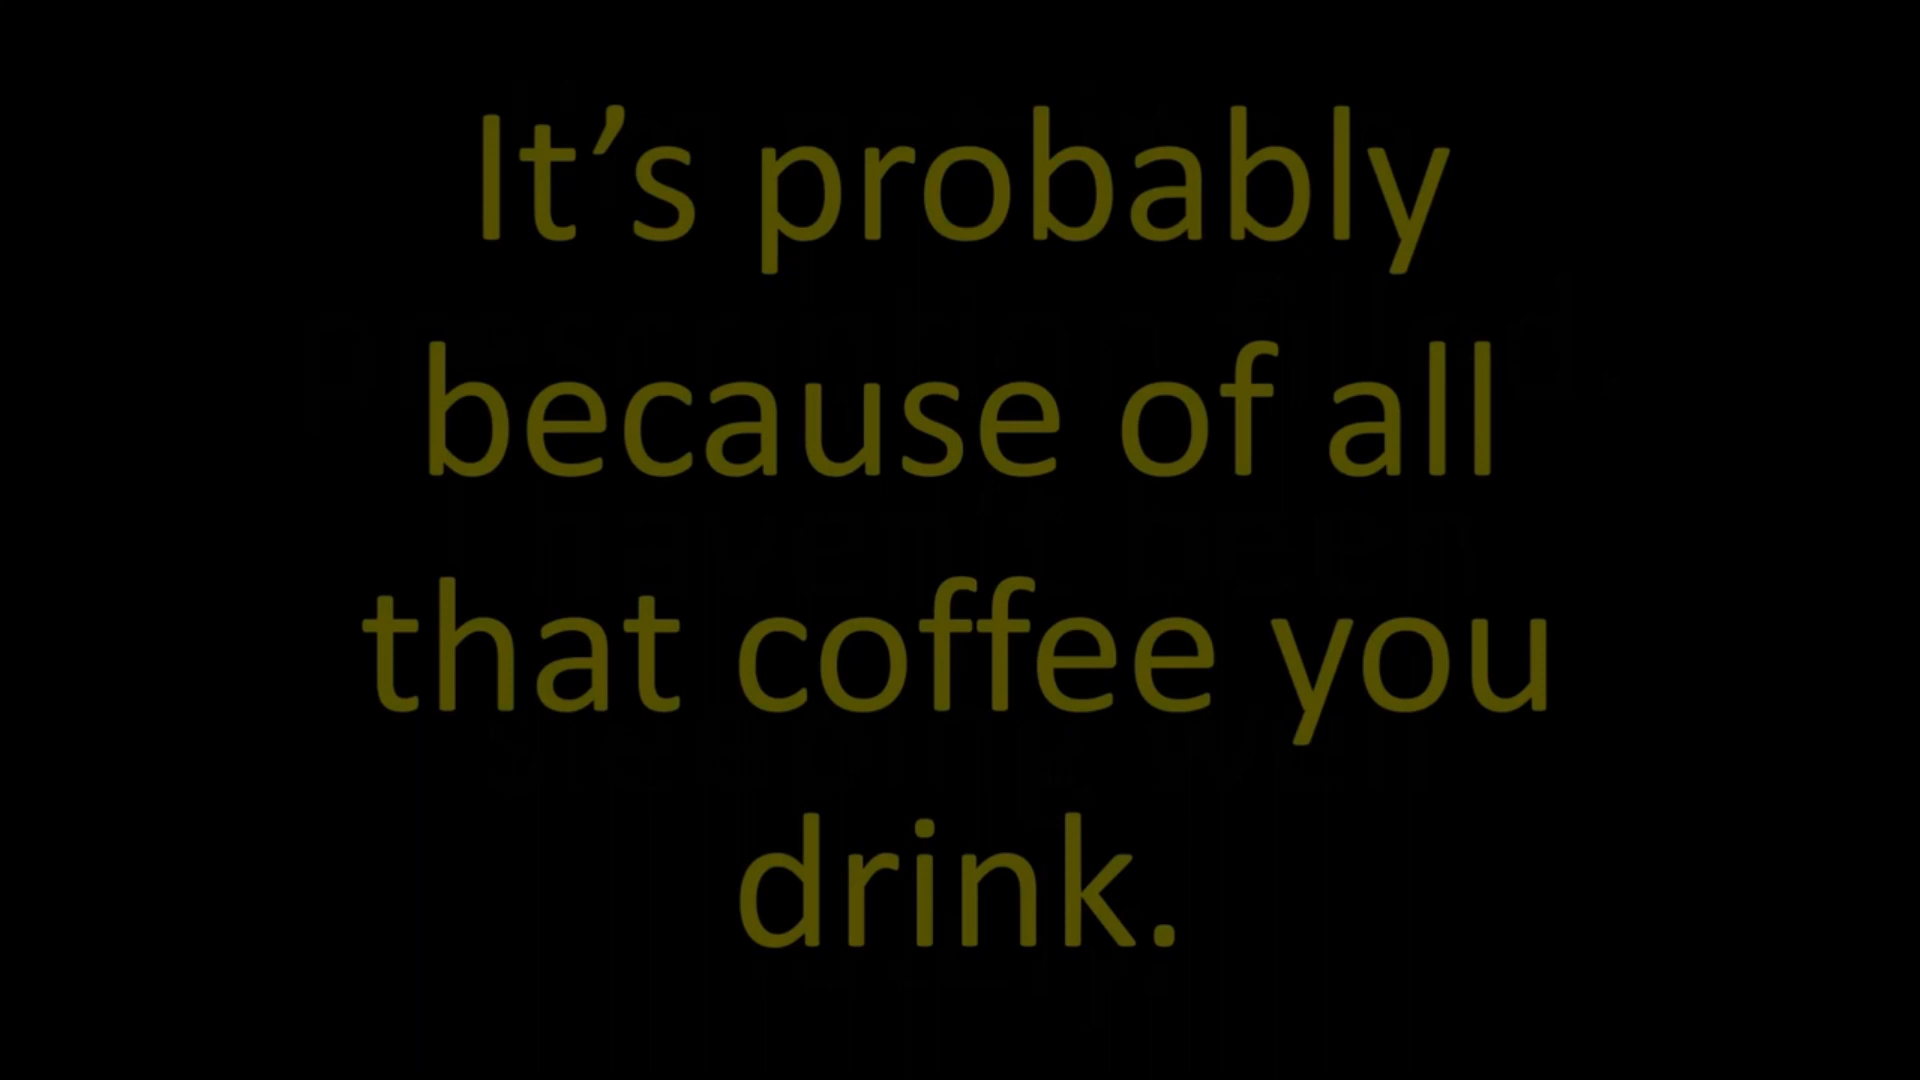 It’s probably
because of all
that coffee you
drink.